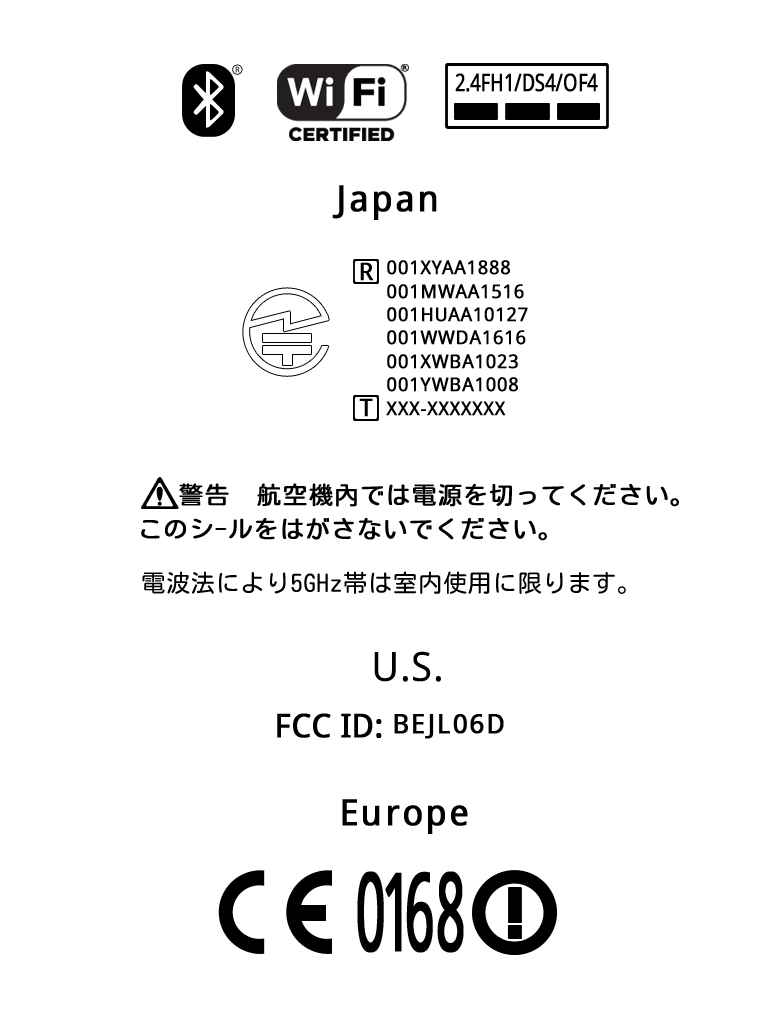 ®
Wi Fi ®
CERTIFIED
2.4FH1/DS4/OF4
Japan
R 001XYAA1888
001MWAA1516
001HUAA10127
001WWDA1616
001XWBA1023
001YWBA1008
T XXX-XXXXXXX
警告　航空機內では電源を切ってください。
このシールをはがさないでください。
電波法により5GHz帯は室内使用に限ります。
U.S.
FCC ID: BEJL06D
Europe
CE 0168